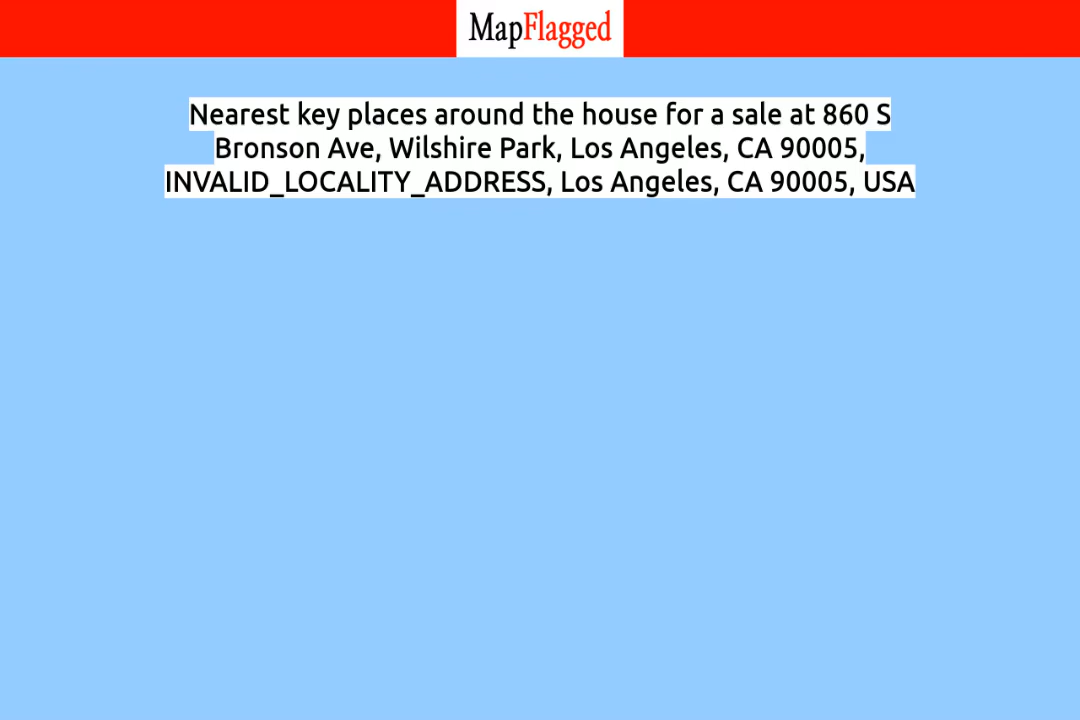 MapFlagged
Nearest key places around the house for a sale at 860 S
Bronson Ave, Wilshire Park, Los Angeles, CA 90005,
INVALID_LOCALITY_ADDRESS, Los Angeles, CA 90005, USA